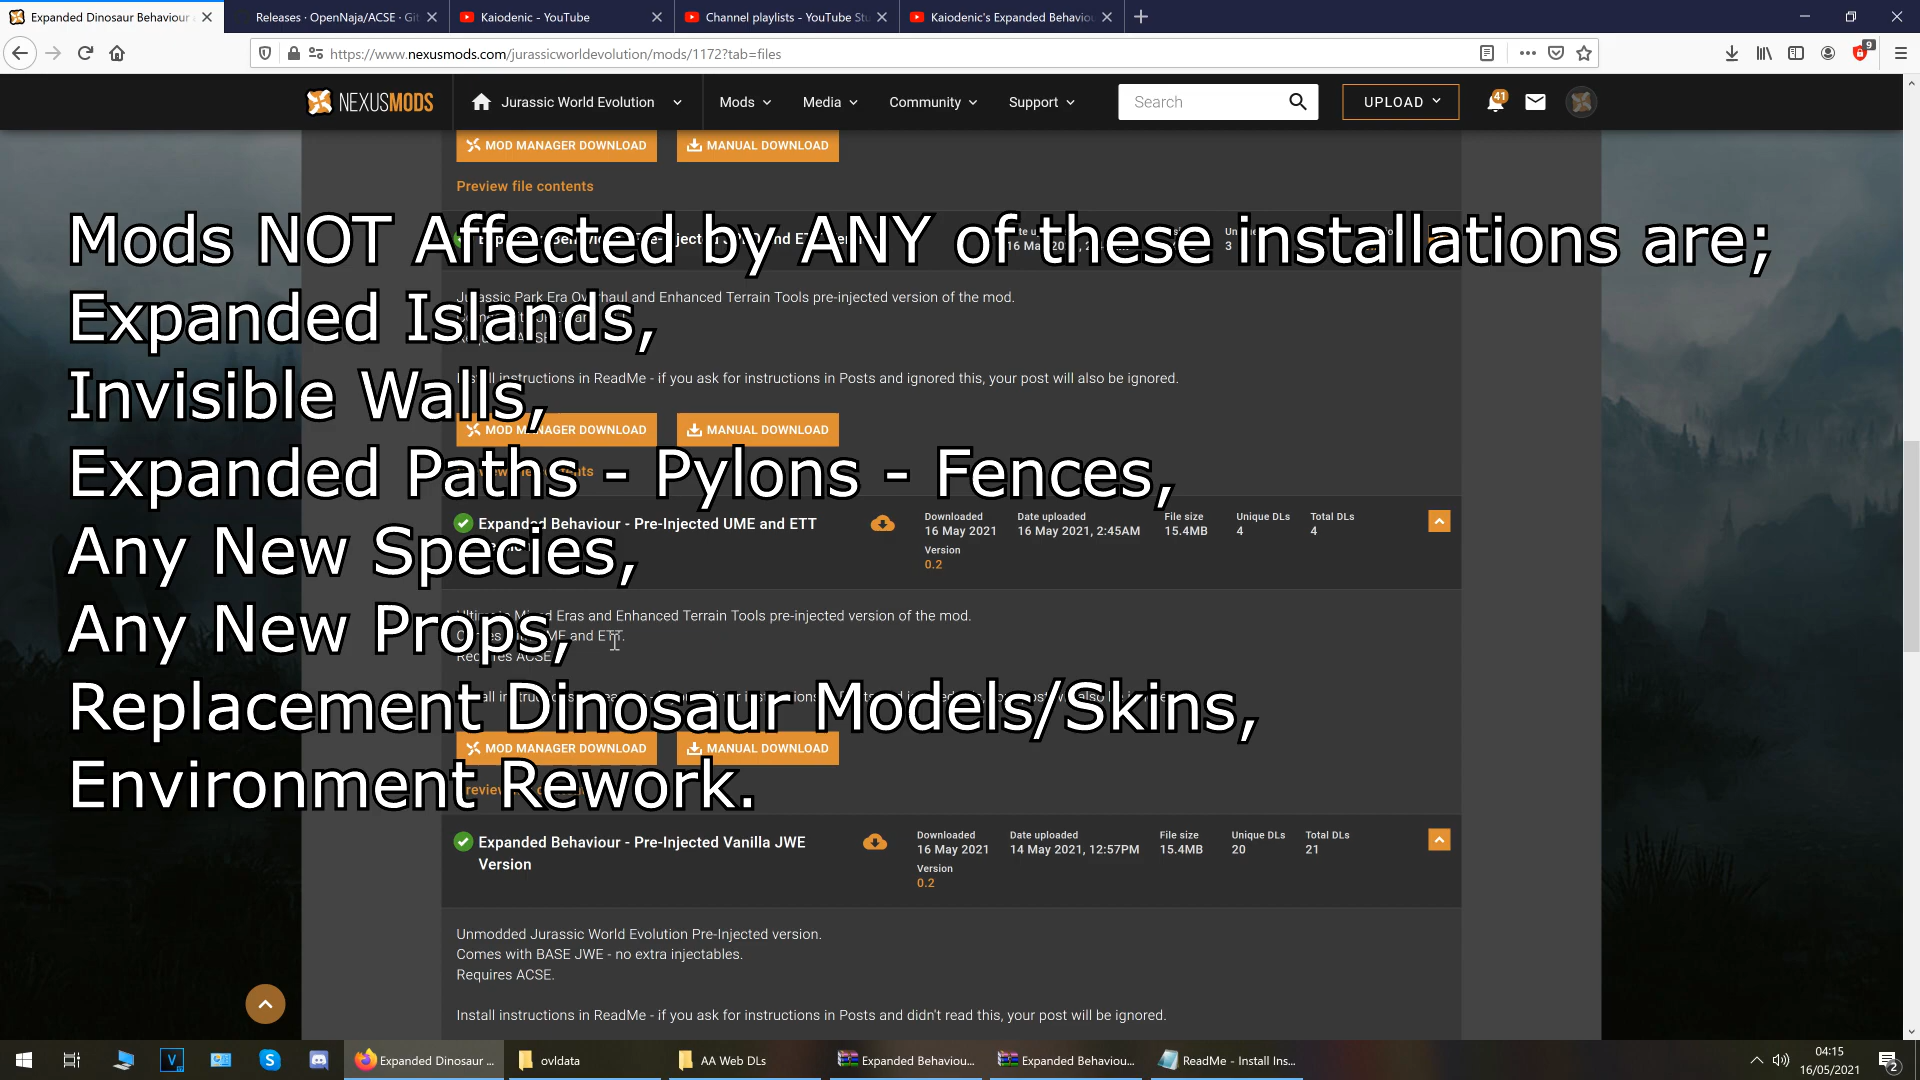 Expanded Dinosaur Behaviour
Releases · OpenNaja/ACSE · Git
Kaiodenic - YouTube
Channel playlists - YouTube Stu
Kaiodenic's Expanded Behaviou
https://www.nexusmods.com/jurassicworldevolution/mods/1172?tab=files
9
NEXUSMODS
Jurassic World Evolution
Mods
Media
Community
Support
Search
UPLOAD
41
MOD MANAGER DOWNLOAD
MANUAL DOWNLOAD
Preview file contents
Mods NOT Affected by ANY of these installations are;
Expanded Islands,
Invisible Walls,
Expanded Paths - Pylons - Fences,
Any New Species,
Any New Props,
Replacement Dinosaur Models/Skins,
Environment Rework.
Jurassic Park Era Overhaul and Enhanced Terrain Tools pre-injected version of the mod.
Install instructions in ReadMe - if you ask for instructions in Posts and ignored this, your post will also be ignored.
MOD MANAGER DOWNLOAD
MANUAL DOWNLOAD
Expanded Behaviour - Pre-Injected UME and ETT
Downloaded
16 May 2021
Date uploaded
16 May 2021, 2:45AM
File size
15.4MB
Unique DLs
4
Total DLs
4
Version
0.2
Ultimate Mixed Eras and Enhanced Terrain Tools pre-injected version of the mod.
UME and ETT.
Requires ACSE
MOD MANAGER DOWNLOAD
MANUAL DOWNLOAD
Expanded Behaviour - Pre-Injected Vanilla JWE
Version
Downloaded
16 May 2021
Date uploaded
14 May 2021, 12:57PM
File size
15.4MB
Unique DLs
20
Total DLs
21
Version
0.2
Unmodded Jurassic World Evolution Pre-Injected version.
Comes with BASE JWE - no extra injectables.
Requires ACSE.
Install instructions in ReadMe - if you ask for instructions in Posts and didn't read this, your post will be ignored.
Expanded Dinosaur ...
ovldata
AA Web DLs
Expanded Behaviou...
Expanded Behaviou...
ReadMe - Install Ins...
04:15
16/05/2021
2